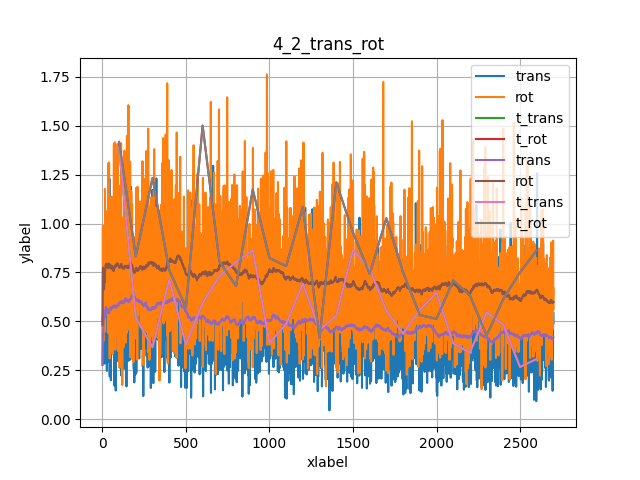 4_2_trans_rot
trans
rot
t_trans
t_rot
trans
rot
t_trans
t_rot
1.75
1.50
1.25
1.00
0.75
0.50
0.25
0.00
ylabel
0 500 1000 1500 2000 2500
xlabel